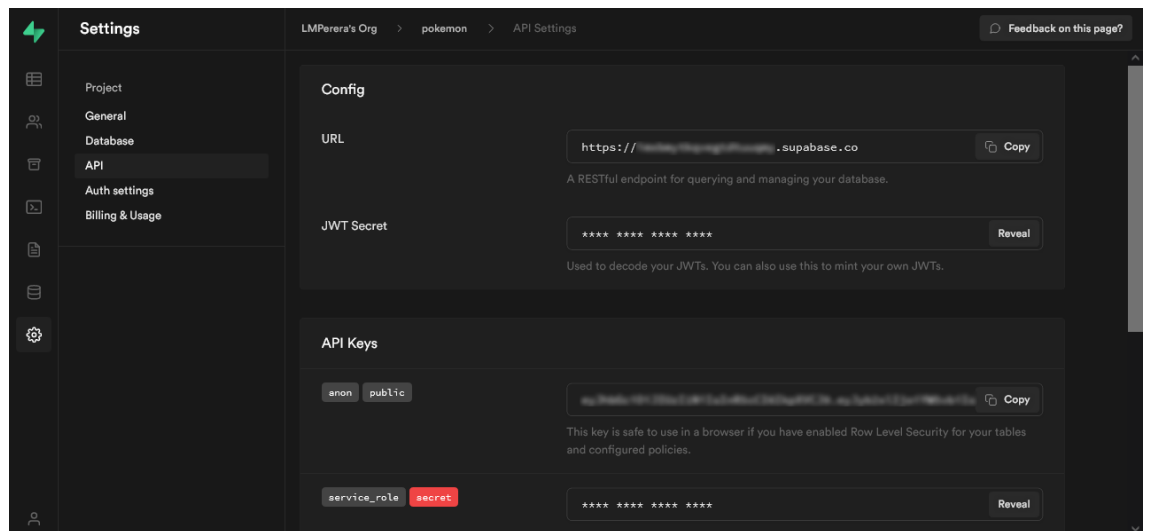 Settings
LMPerera's Org > pokemon > API Settings
Feedback on this page?
Project
General
Database
API
Auth settings
Billing & Usage
Config
URL
https://
.supabase.co
Copy
A RESTful endpoint for querying and managing your database.
JWT Secret
**** **** **** ****
Reveal
Used to decode your JWTs. You can also use this to mint your own JWTs.
API Keys
anon public
Copy
This key is safe to use in a browser if you have enabled Row Level Security for your tables
and configured policies.
service_role secret
**** **** **** ****
Reveal